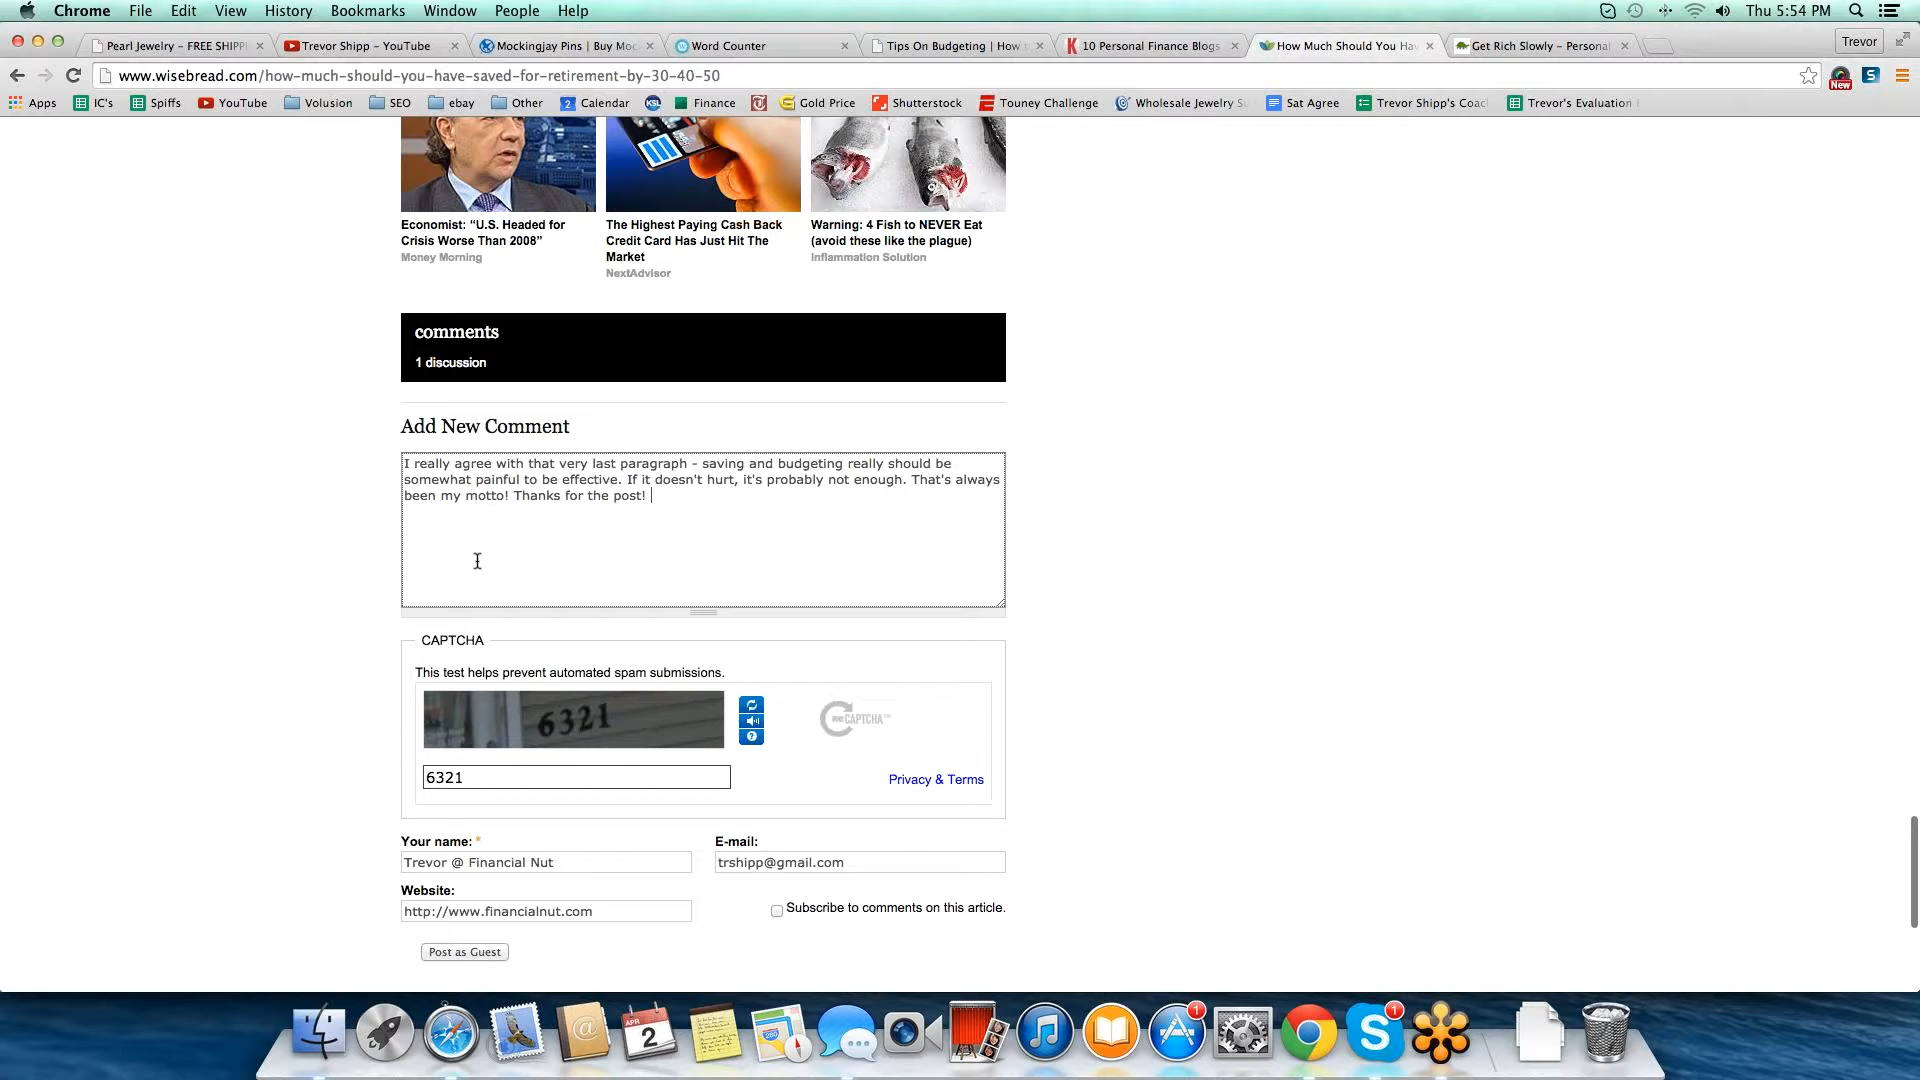 Chrome File Edit View History Bookmarks Window People Help Thu 5:54 PM
Pearl Jewelry – FREE SHIPPI
Trevor Shipp – YouTube
Mockingjay Pins | Buy Moc
Word Counter
Tips On Budgeting | How
10 Personal Finance Blogs
How Much Should You Hav
Get Rich Slowly – Personal
Trevor
www.wisebread.com/how-much-should-you-have-saved-for-retirement-by-30-40-50
New
Apps IC's Spiffs YouTube Volusion SEO ebay Other 2 Calendar KSL Finance Gold Price Shutterstock Touney Challenge Wholesale Jewelry Su Sat Agree Trevor Shipp's Coac Trevor's Evaluation
Economist: “U.S. Headed for
Crisis Worse Than 2008”
Money Morning
The Highest Paying Cash Back
Credit Card Has Just Hit The
Market
NextAdvisor
Warning: 4 Fish to NEVER Eat
(avoid these like the plague)
Inflammation Solution
comments
1 discussion
Add New Comment
I really agree with that very last paragraph - saving and budgeting really should be
somewhat painful to be effective. If it doesn't hurt, it's probably not enough. That's always
been my motto! Thanks for the post!
CAPTCHA
This test helps prevent automated spam submissions.
6321
CAPTCHA™
6321
Privacy & Terms
Your name: *
E-mail:
Trevor @ Financial Nut
trshipp@gmail.com
Website:
http://www.financialnut.com
Subscribe to comments on this article.
Post as Guest
APR
2
1
1